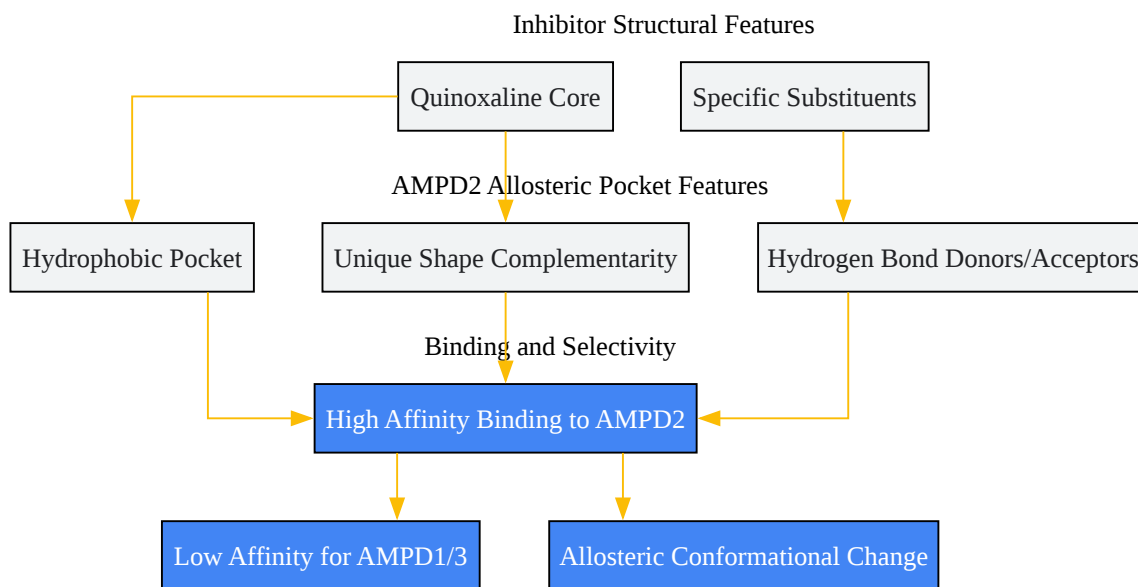 Inhibitor Structural Features
Quinoxaline Core
Specific Substituents
AMPD2 Allosteric Pocket Features
Hydrophobic Pocket
Unique Shape Complementarity
Hydrogen Bond Donors/Acceptors
Binding and Selectivity
High Affinity Binding to AMPD2
Low Affinity for AMPD1/3
Allosteric Conformational Change